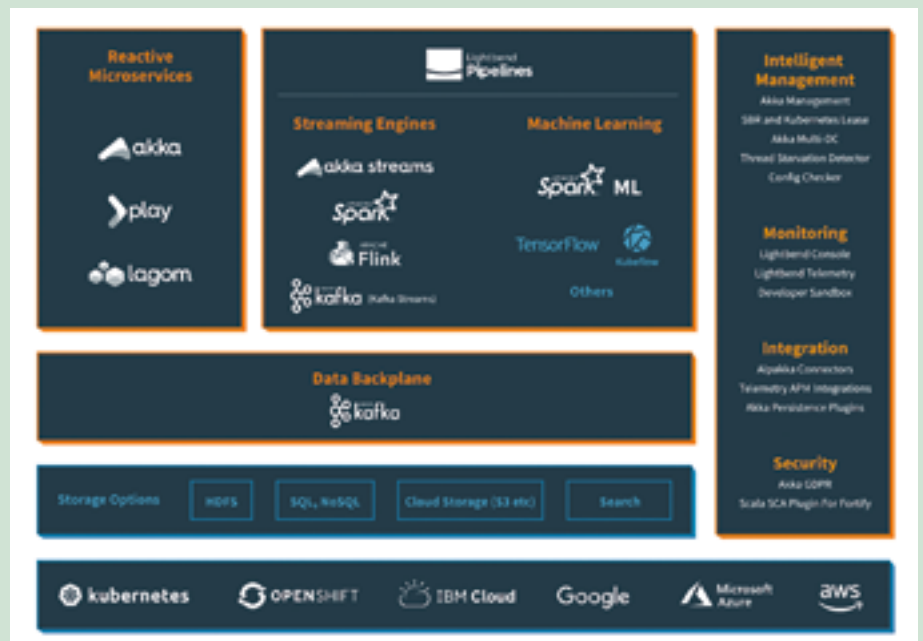 Reactive
Microservices
akka
play
lagom
Lightbend
Pipelines
Streaming Engines
akka streams
Spark
APACHE
Flink
kafka (Kafka Streams)
Machine Learning
Spark ML
TensorFlow
Kubeflow
Others
Data Backplane
kafka
Storage Options
HDFS
SQL, NoSQL
Cloud Storage (S3 etc)
Search
kubernetes
OPENSHIFT
IBM Cloud
Google
Microsoft
Azure
aws
Intelligent
Management
Akka Management
SBR and Kubernetes Lease
Akka Multi-DC
Thread Starvation Detector
Config Checker
Monitoring
Lightbend Console
Lightbend Telemetry
Developer Sandbox
Integration
Alpakka Connectors
Telemetry APM Integrations
Akka Persistence Plugins
Security
Akka GDPR
Scala SCA Plugin For Fortify